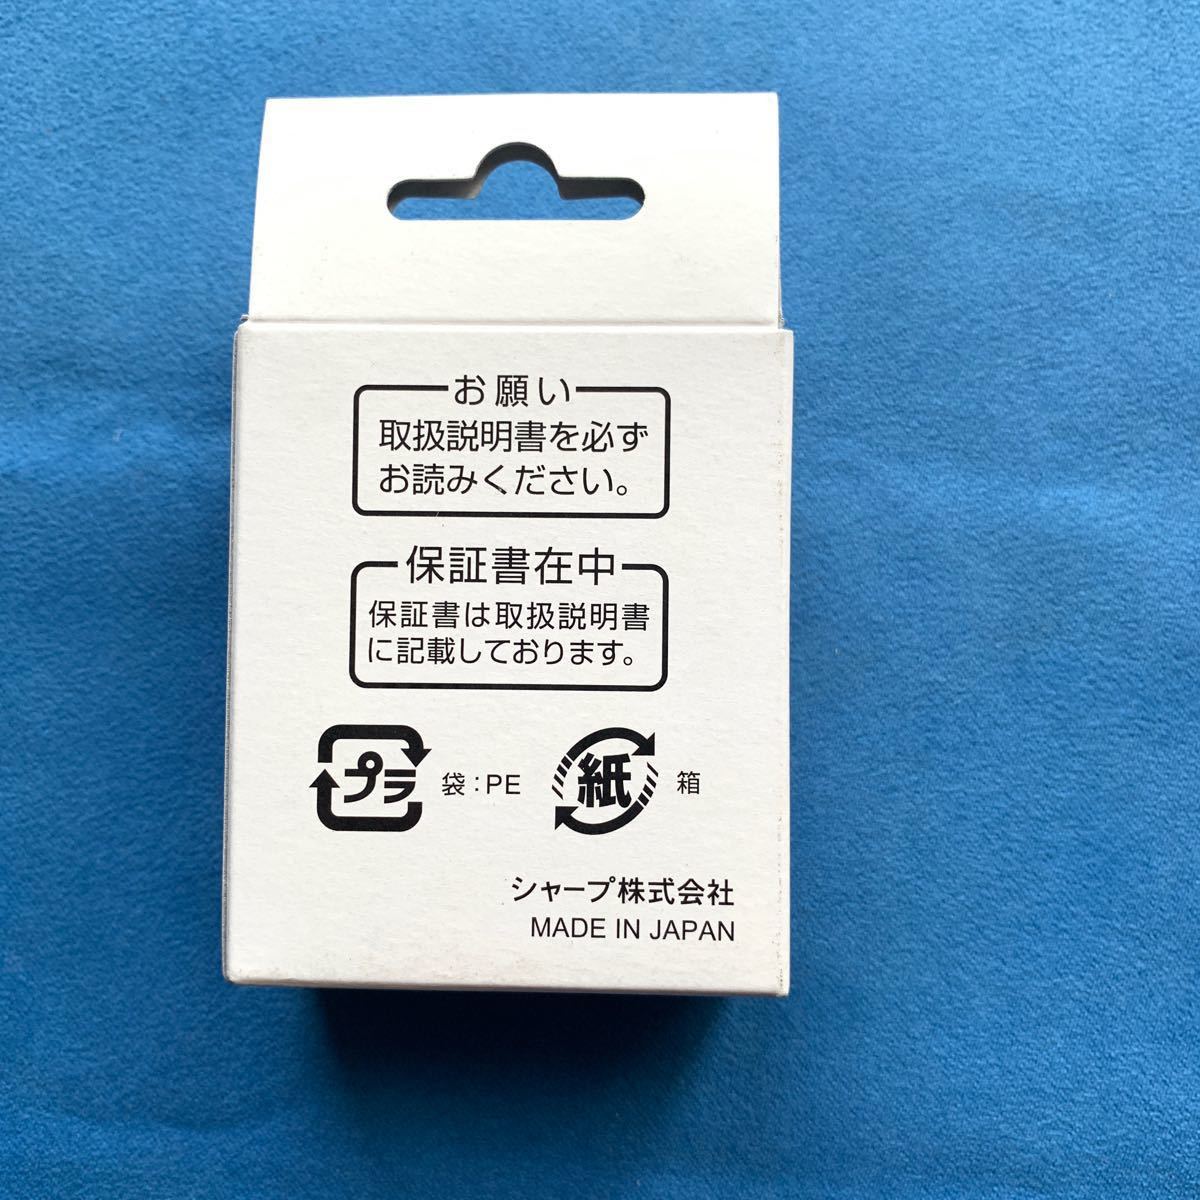 お願い
取扱説明書を必ず
お読みください。
保証書在中
保証書は取扱説明書
に記載しております。
プラ 袋：PE 紙 箱
シャープ株式会社
MADE IN JAPAN